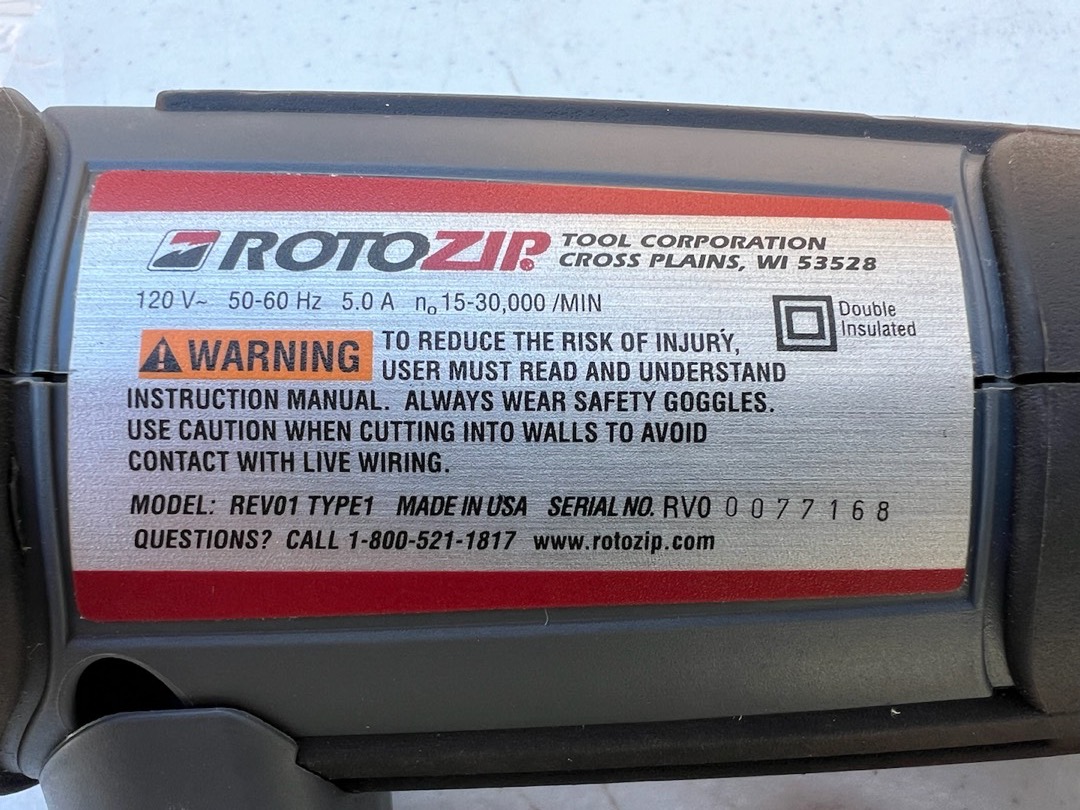 ROTOZIP TOOL CORPORATION
CROSS PLAINS, WI 53528
120 V~ 50-60 Hz 5.0 A n₀ 15-30,000 /MIN
Double
Insulated
WARNING TO REDUCE THE RISK OF INJURY,
USER MUST READ AND UNDERSTAND
INSTRUCTION MANUAL. ALWAYS WEAR SAFETY GOGGLES.
USE CAUTION WHEN CUTTING INTO WALLS TO AVOID
CONTACT WITH LIVE WIRING.
MODEL: REV01 TYPE1 MADE IN USA SERIAL NO. RV0 0077168
QUESTIONS? CALL 1-800-521-1817 www.rotozip.com